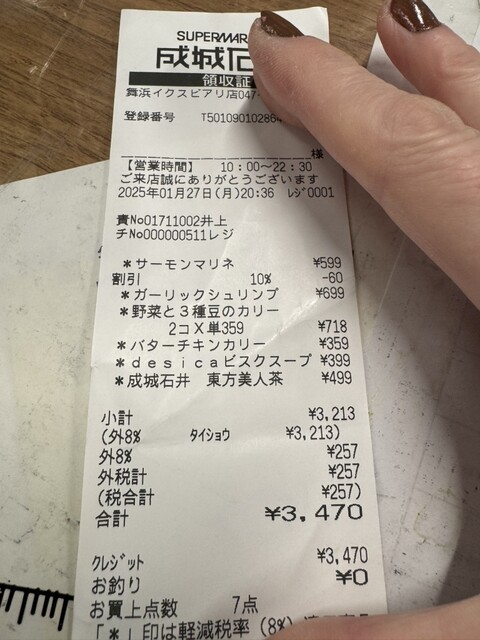 SUPERMAR
成城石
領収証
舞浜イクスピアリ店047-
登録番号 T501090102864
様
【営業時間】 10:00〜22:30
ご来店誠にありがとうございます
2025年01月27日(月)20:36 レジ0001
責No01711002井上
チNo000000511レジ
*サーモンマリネ ¥599
割引 10% -60
*ガーリックシュリンプ ¥699
*野菜と3種豆のカリー
2コX単359 ¥718
*バターチキンカリー ¥359
*desicaビスクスープ ¥399
*成城石井 東方美人茶 ¥499
小計 ¥3,213
(外8% タイショウ ¥3,213)
外8% ¥257
外税計 ¥257
(税合計 ¥257)
合計 ¥3,470
クレジット ¥3,470
お釣り ¥0
お買上点数 7点
「*」印は軽減税率(8%)